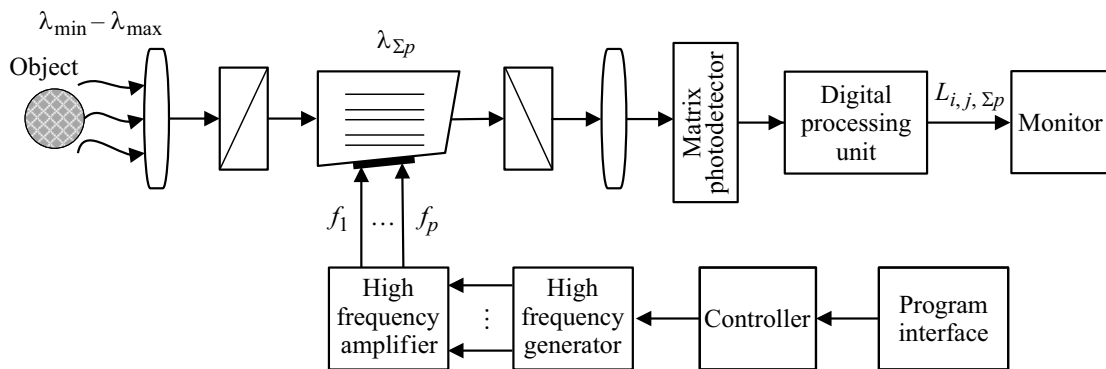 λmin – λmax
Object
λΣp
Matrix
photodetector
Digital
processing
unit
Li, j, Σp
Monitor
f1 ... fp
High
frequency
amplifier
High
frequency
generator
Controller
Program
interface